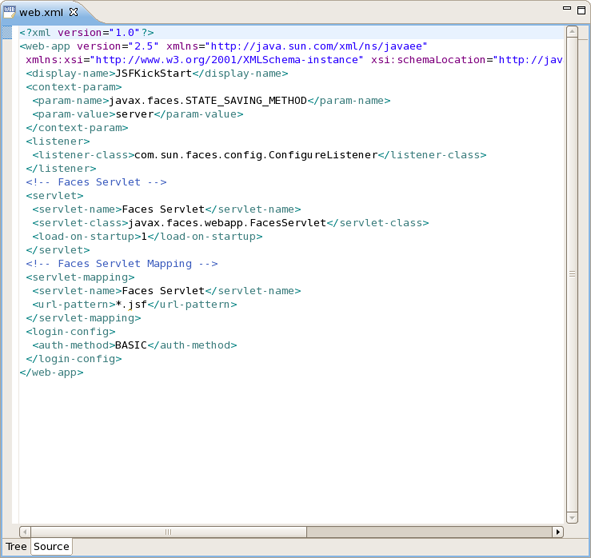 web.xml
<?xml version="1.0"?>
<web-app version="2.5" xmlns="http://java.sun.com/xml/ns/javaee"
xmlns:xsi="http://www.w3.org/2001/XMLSchema-instance" xsi:schemaLocation="http://jav
<display-name>JSFKickStart</display-name>
<context-param>
<param-name>javax.faces.STATE_SAVING_METHOD</param-name>
<param-value>server</param-value>
</context-param>
<listener>
<listener-class>com.sun.faces.config.ConfigureListener</listener-class>
</listener>
<!-- Faces Servlet -->
<servlet>
<servlet-name>Faces Servlet</servlet-name>
<servlet-class>javax.faces.webapp.FacesServlet</servlet-class>
<load-on-startup>1</load-on-startup>
</servlet>
<!-- Faces Servlet Mapping -->
<servlet-mapping>
<servlet-name>Faces Servlet</servlet-name>
<url-pattern>*.jsf</url-pattern>
</servlet-mapping>
<login-config>
<auth-method>BASIC</auth-method>
</login-config>
</web-app>
Tree Source